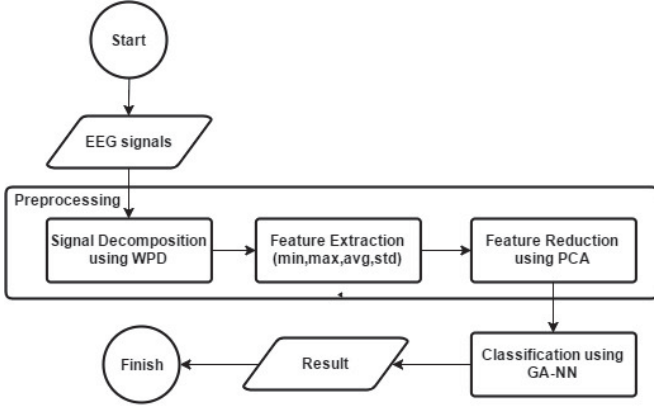 Start
EEG signals
Preprocessing
Signal Decomposition
using WPD
Feature Extraction
(min,max,avg,std)
Feature Reduction
using PCA
Classification using
GA-NN
Result
Finish